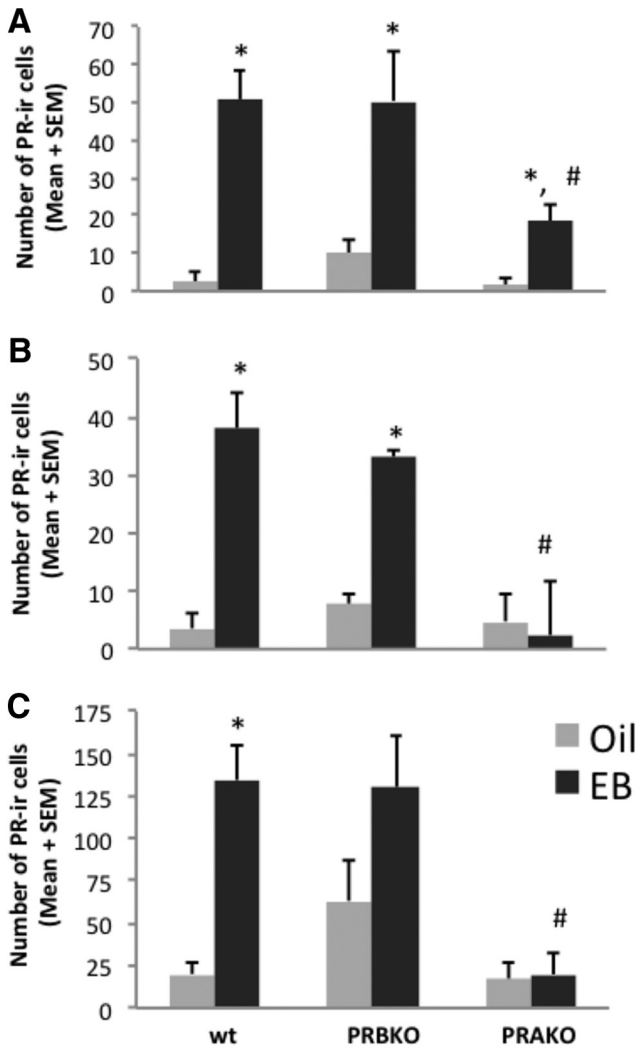 A
Number of PR-ir cells
(Mean + SEM)
70
60
50
40
30
20
10
0
*
*
*, #
B
Number of PR-ir cells
(Mean + SEM)
50
40
30
20
10
0
*
*
#
C
Number of PR-ir cells
(Mean + SEM)
175
150
125
100
75
50
25
0
*
#
Oil
EB
wt PRBKO PRAKO